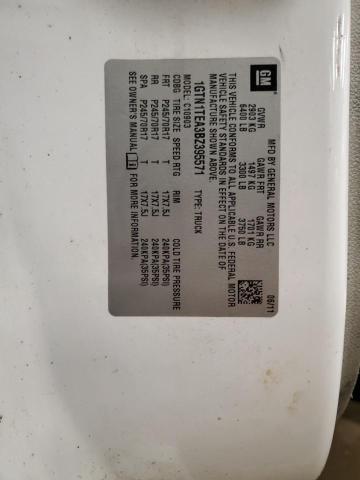 GM
MFD BY GENERAL MOTORS LLC
GVWR GAWR FRT GAWR RR
2903 KG 1497 KG 1701 KG
6400 LB 3300 LB 3750 LB
06/11
THIS VEHICLE CONFORMS TO ALL APPLICABLE U.S. FEDERAL MOTOR
VEHICLE SAFETY STANDARDS IN EFFECT ON THE DATE OF
MANUFACTURE SHOWN ABOVE.
1GTN1TEA3BZ395571 TYPE: TRUCK
MODEL: C10903
CDBG TIRE SIZE SPEED RTG RIM COLD TIRE PRESSURE
FRT P245/70R17 T 17X7.5J 240KPA(35PSI)
RR P245/70R17 T 17X7.5J 240KPA(35PSI)
SPA P245/70R17 T 17X7.5J 240KPA(35PSI)
SEE OWNER'S MANUAL FOR MORE INFORMATION.